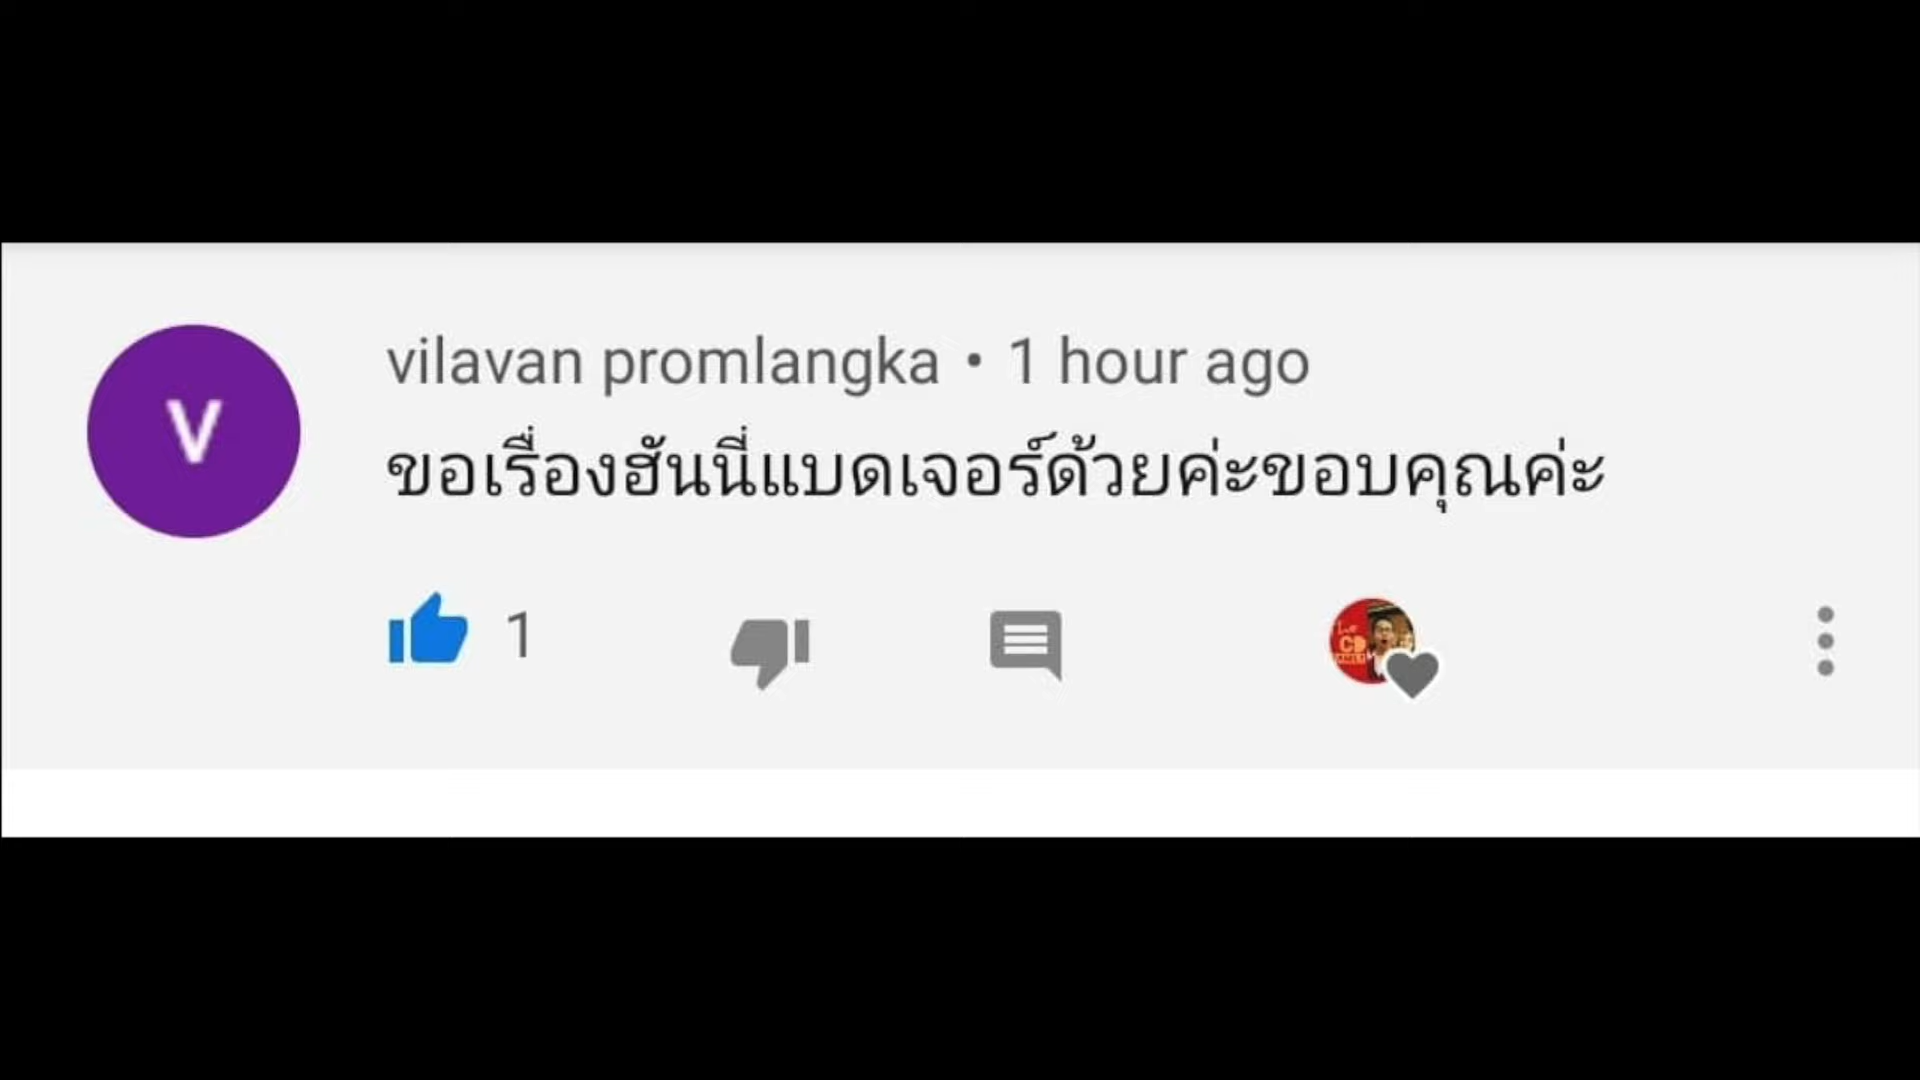 V
vilavan promlangka • 1 hour ago
ขอเรื่องฮันนี่แบดเจอร์ด้วยค่ะขอบคุณค่ะ
1